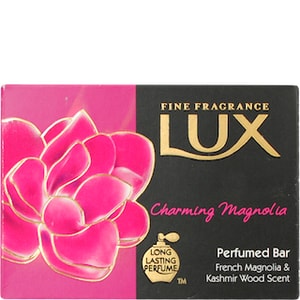 FINE FRAGRANCE
LUX
Charming Magnolia
LONG
LASTING
PERFUME
TM
Perfumed Bar
French Magnolia &
Kashmir Wood Scent